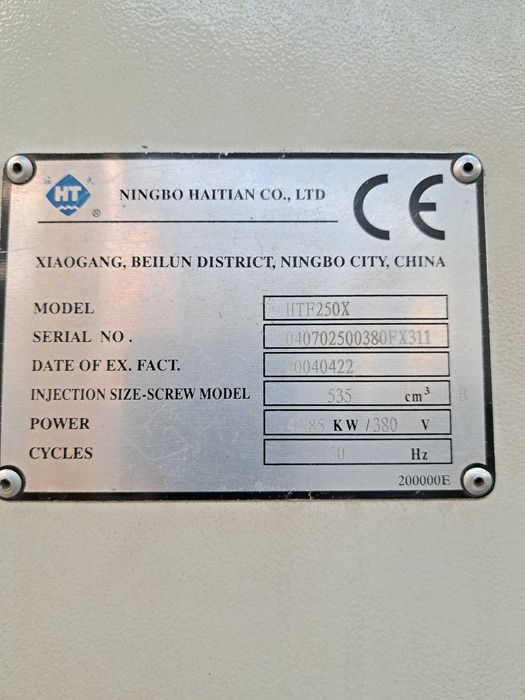 HT
®
NINGBO HAITIAN CO., LTD
CE
XIAOGANG, BEILUN DISTRICT, NINGBO CITY, CHINA
MODEL HTF250X
SERIAL NO. 040702500380FX311
DATE OF EX. FACT. 20040422
INJECTION SIZE-SCREW MODEL 535 cm³ B
POWER KW / 380 V
CYCLES 50 Hz
200000E